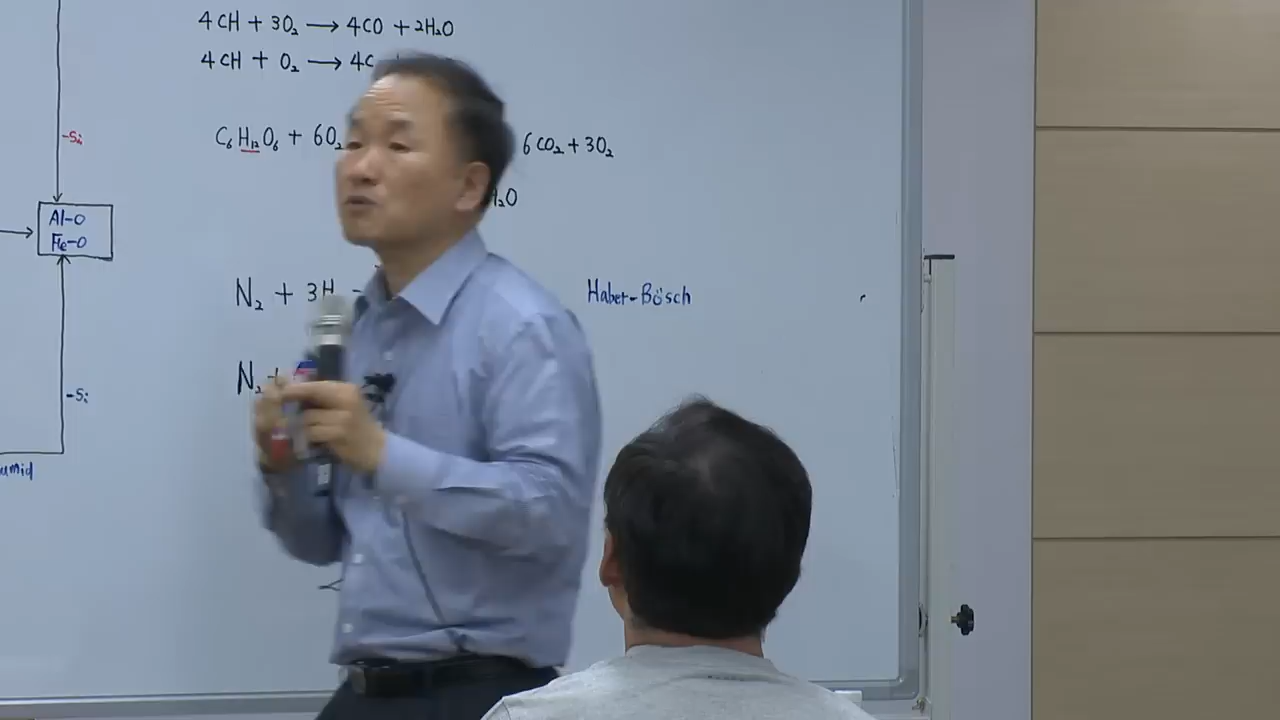 4CH + 3O₂ → 4CO + 2H₂O
4CH + O₂ → 4C
-Si
C₆H₁₂O₆ + 6O₂ 6CO₂ + 3O₂
H₂O
Al-O
Fe-O
N₂ + 3H Haber-Bösch
N₂ +
-Si
umid